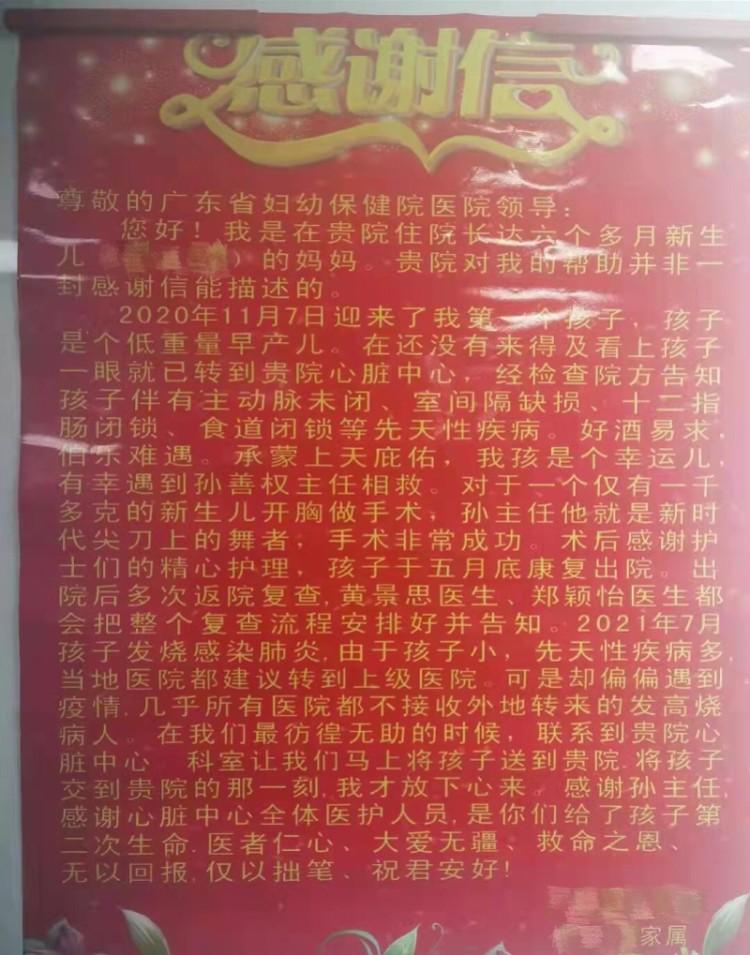 感谢信
尊敬的广东省妇幼保健院医院领导：
您好！我是在贵院住院长达六个多月新生
儿 ）的妈妈。贵院对我的帮助并非一
封感谢信能描述的。
2020年11月7日迎来了我第一个孩子，孩子
是个低重量早产儿。在还没有来得及看上孩子
一眼就已转到贵院心脏中心，经检查院方告知
孩子伴有主动脉未闭、室间隔缺损、十二指
肠闭锁、食道闭锁等先天性疾病。好酒易求，
伯乐难遇。承蒙上天庇佑，我孩是个幸运儿，
有幸遇到孙善权主任相救。对于一个仅有一千
多克的新生儿开胸做手术，孙主任他就是新时
代尖刀上的舞者；手术非常成功。术后感谢护
士们的精心护理，孩子于五月底康复出院。出
院后多次返院复查，黄景思医生、郑颖怡医生都
会把整个复查流程安排好并告知。2021年7月
孩子发烧感染肺炎，由于孩子小，先天性疾病多，
当地医院都建议转到上级医院。可是却偏偏遇到
疫情，几乎所有医院都不接收外地转来的发高烧
病人。在我们最彷徨无助的时候，联系到贵院心
脏中心 科室让我们马上将孩子送到贵院.将孩子
交到贵院的那一刻，我才放下心来。感谢孙主任，
感谢心脏中心全体医护人员，是你们给了孩子第
二次生命.医者仁心、大爱无疆、救命之恩、
无以回报，仅以拙笔、祝君安好！
家属